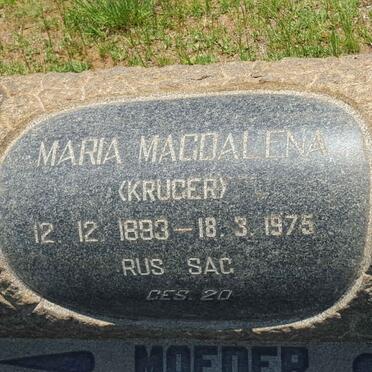 MARIA MAGDALENA
(KRUGER)
12 12 1893 — 18. 3. 1975
RUS SAG
GES. 20
MOEDER